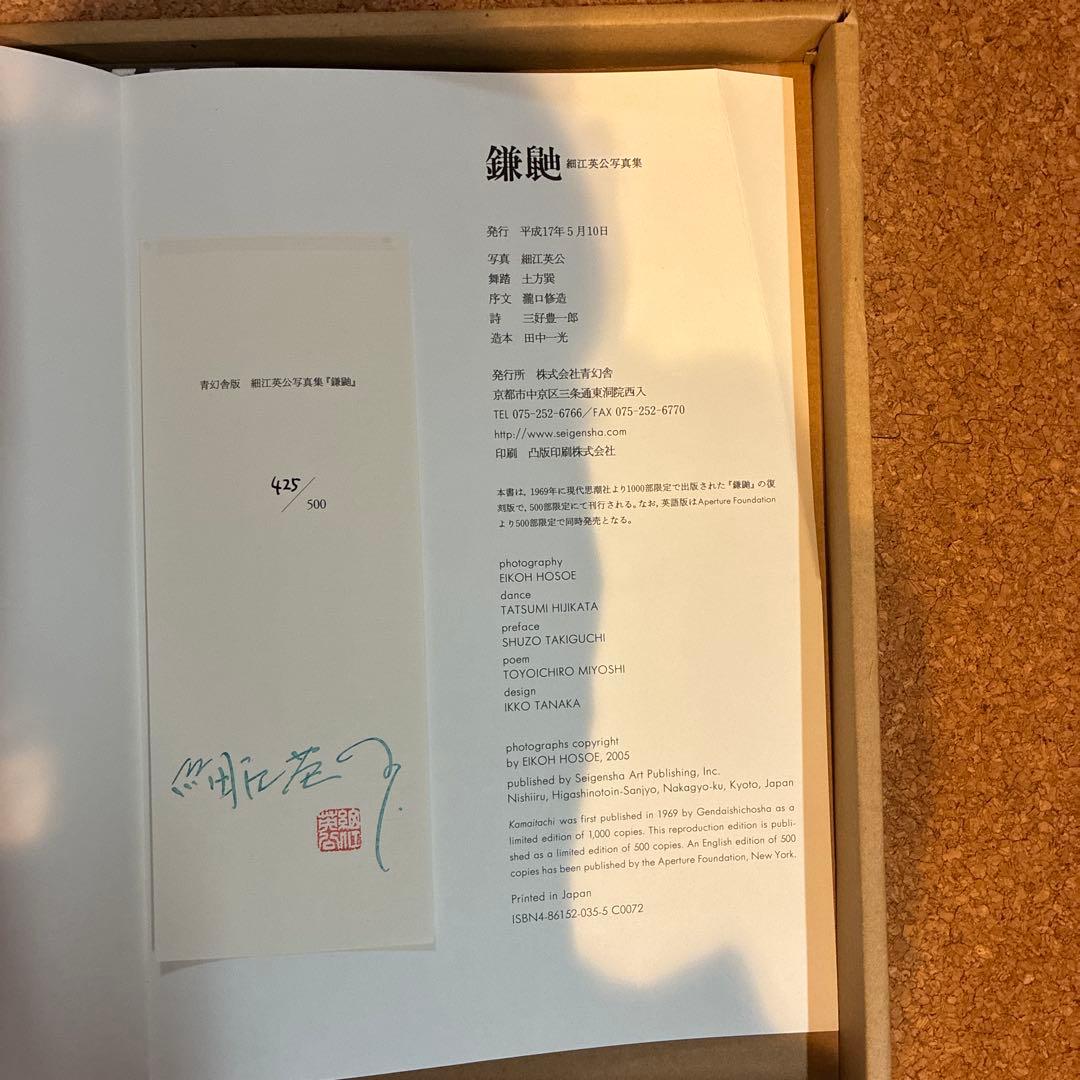 青幻舎版 細江英公写真集『鎌鼬』
425/500
細江英公
細江英公
鎌鼬 細江英公写真集
発行 平成17年5月10日
写真 細江英公
舞踏 土方巽
序文 瀧口修造
詩 三好豊一郎
造本 田中一光
発行所 株式会社青幻舎
京都市中京区三条通東洞院西入
TEL 075-252-6766/FAX 075-252-6770
http://www.seigensha.com
印刷 凸版印刷株式会社
本書は、1969年に現代思潮社より1000部限定で出版された『鎌鼬』の復
刻版で、500部限定にて刊行される。なお、英語版はAperture Foundation
より500部限定で同時発売となる。
photography
EIKOH HOSOE
dance
TATSUMI HIJIKATA
preface
SHUZO TAKIGUCHI
poem
TOYOICHIRO MIYOSHI
design
IKKO TANAKA
photographs copyright
by EIKOH HOSOE, 2005
published by Seigensha Art Publishing, Inc.
Nishiiru, Higashinotoin-Sanjyo, Nakagyo-ku, Kyoto, Japan
Kamaitachi was first published in 1969 by Gendaishichosha as a
limited edition of 1,000 copies. This reproduction edition is publi-
shed as a limited edition of 500 copies. An English edition of 500
copies has been published by the Aperture Foundation, New York.
Printed in Japan
ISBN4-86152-035-5 C0072